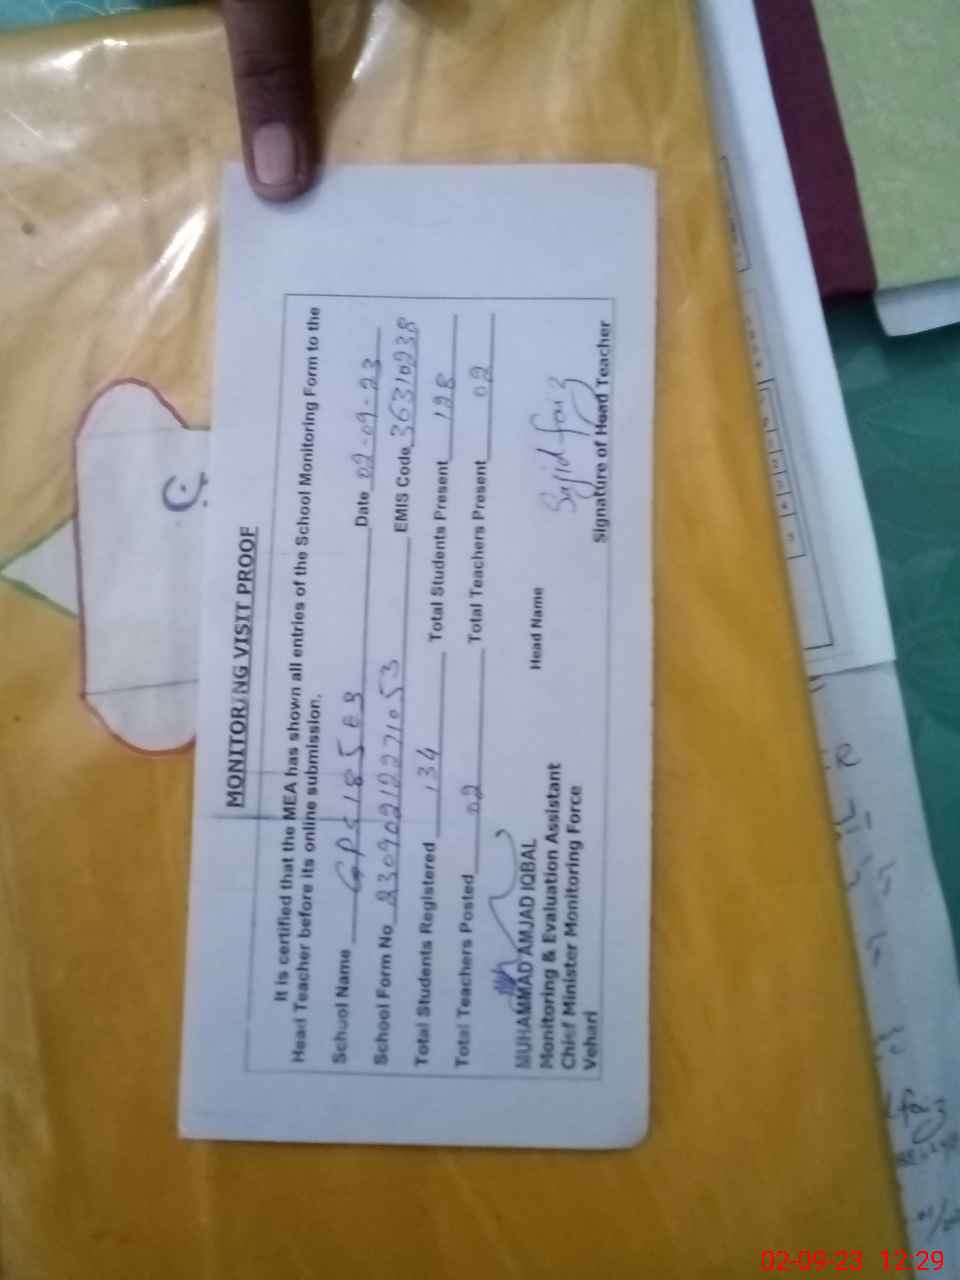 MONITORING VISIT PROOF
It is certified that the MEA has shown all entries of the School Monitoring Form to the
Head Teacher before its online submission.
School Name GPS 185 EB Date 02-09-23
School Form No 230902122771053 EMIS Code 36310238
Total Students Registered 134 Total Students Present 128
Total Teachers Posted 02 Total Teachers Present 02
MUHAMMAD AMJAD IQBAL
Monitoring & Evaluation Assistant
Chief Minister Monitoring Force
Vehari
Head Name
Sajid faiz
Signature of Head Teacher
ج
02-09-23 12:29